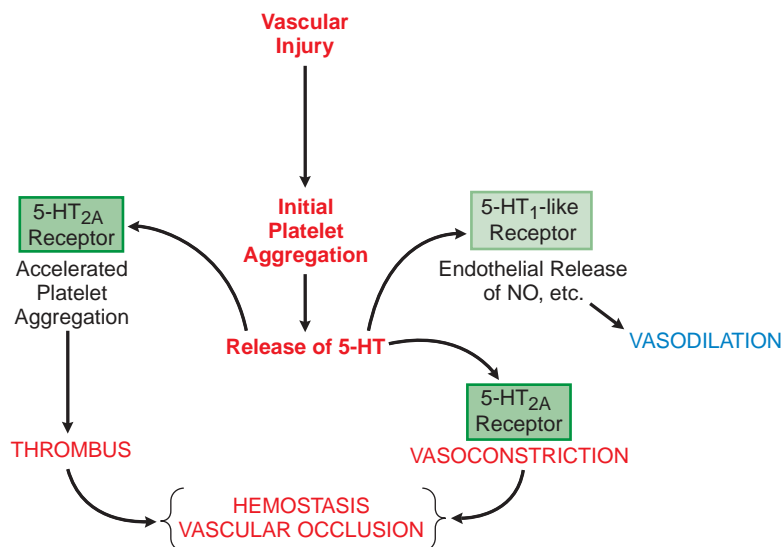 Vascular
Injury
Initial
Platelet
Aggregation
Release of 5-HT
5-HT2A
Receptor
Accelerated
Platelet
Aggregation
THROMBUS
5-HT1-like
Receptor
Endothelial Release
of NO, etc.
VASODILATION
5-HT2A
Receptor
VASOCONSTRICTION
HEMOSTASIS
VASCULAR OCCLUSION